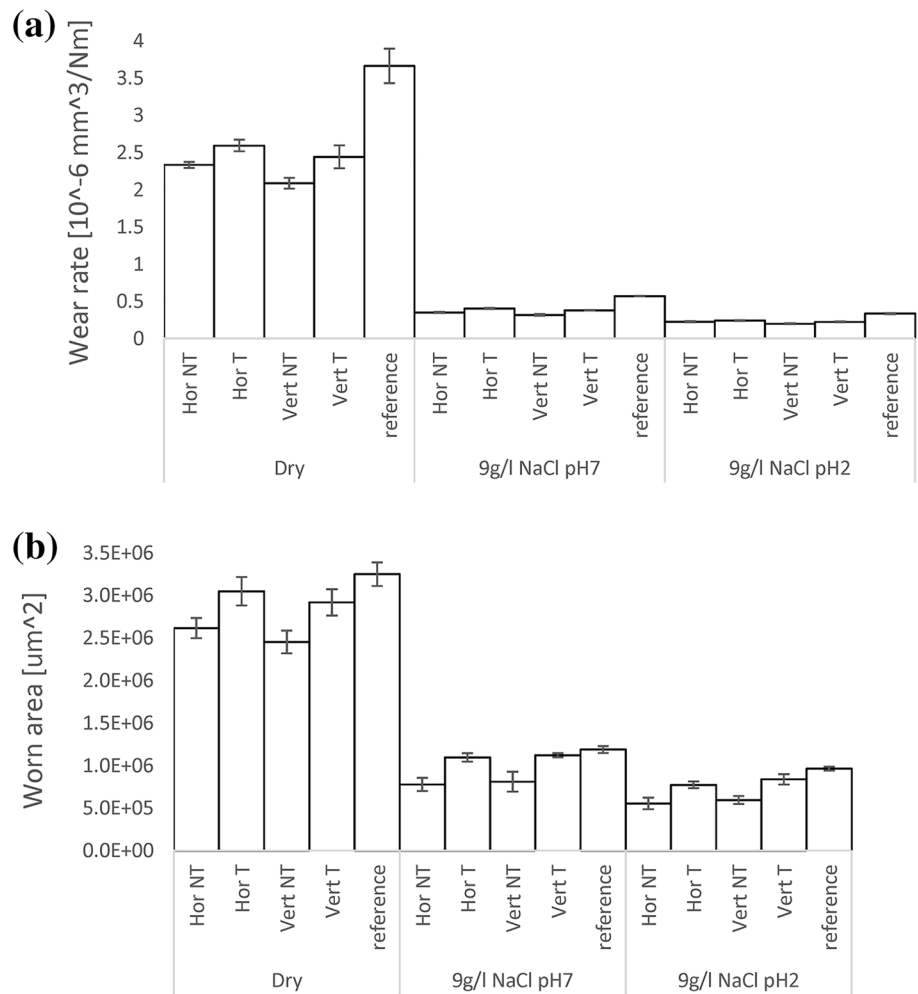 (a)
Wear rate [10^-6 mm^3/Nm]
4
3.5
3
2.5
2
1.5
1
0.5
0
Hor NT
Hor T
Vert NT
Vert T
reference
Hor NT
Hor T
Vert NT
Vert T
reference
Hor NT
Hor T
Vert NT
Vert T
reference
Dry
9g/l NaCl pH7
9g/l NaCl pH2
(b)
Worn area [um^2]
3.5E+06
3.0E+06
2.5E+06
2.0E+06
1.5E+06
1.0E+06
5.0E+05
0.0E+00
Hor NT
Hor T
Vert NT
Vert T
reference
Hor NT
Hor T
Vert NT
Vert T
reference
Hor NT
Hor T
Vert NT
Vert T
reference
Dry
9g/l NaCl pH7
9g/l NaCl pH2